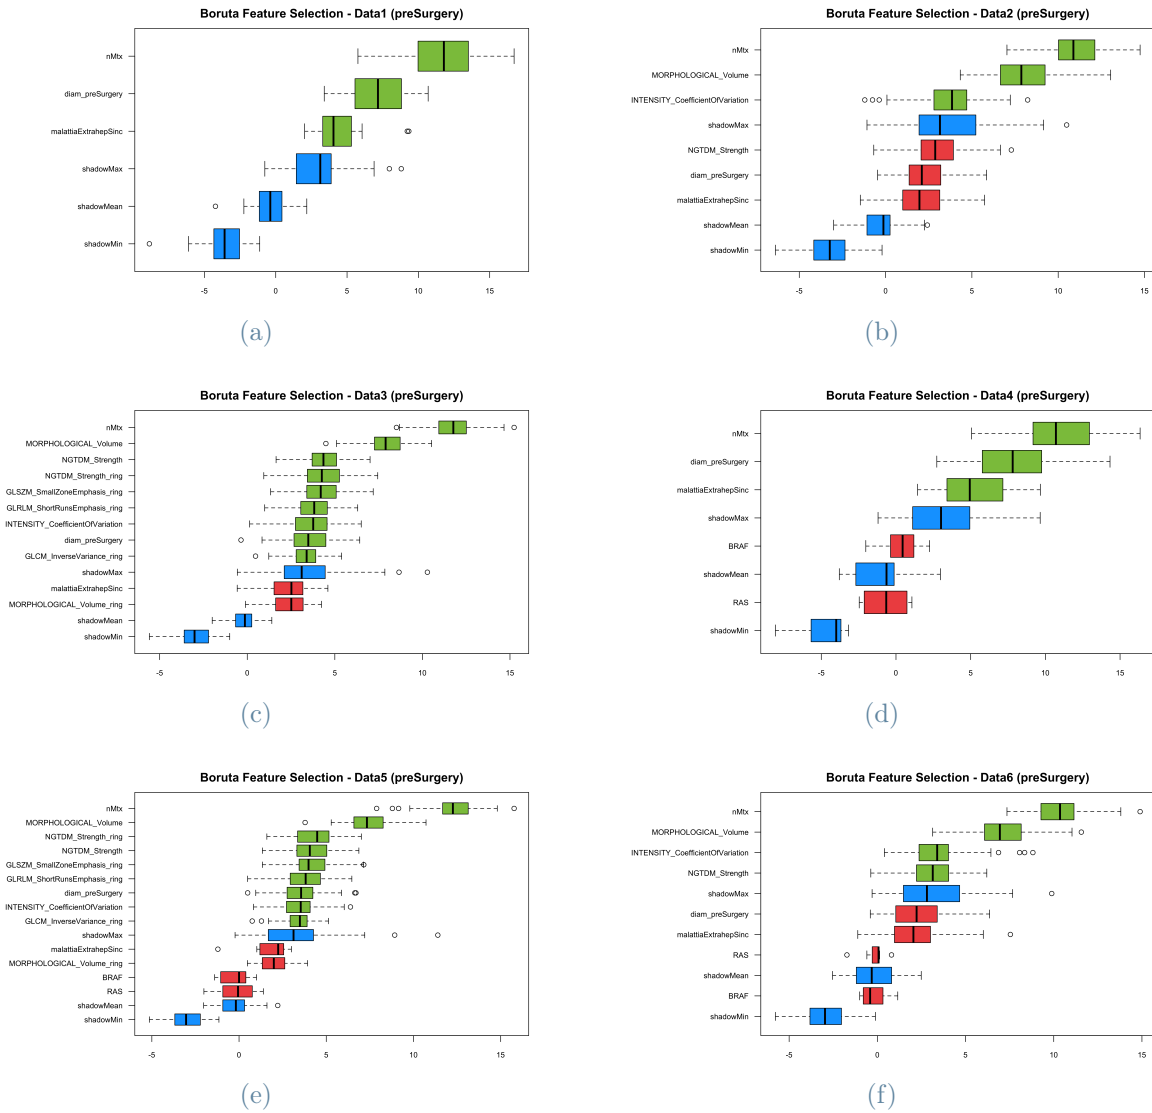 Boruta Feature Selection - Data1 (preSurgery)
nMtx
diam_preSurgery
malattiaExtrahepSinc
shadowMax
shadowMean
shadowMin
-5 0 5 10 15
(a)
Boruta Feature Selection - Data2 (preSurgery)
nMtx
MORPHOLOGICAL_Volume
INTENSITY_CoefficientOfVariation
shadowMax
NGTDM_Strength
diam_preSurgery
malattiaExtrahepSinc
shadowMean
shadowMin
-5 0 5 10 15
(b)
Boruta Feature Selection - Data3 (preSurgery)
nMtx
MORPHOLOGICAL_Volume
NGTDM_Strength
NGTDM_Strength_ring
GLSZM_SmallZoneEmphasis_ring
GLRLM_ShortRunsEmphasis_ring
INTENSITY_CoefficientOfVariation
diam_preSurgery
GLCM_InverseVariance_ring
shadowMax
malattiaExtrahepSinc
MORPHOLOGICAL_Volume_ring
shadowMean
shadowMin
-5 0 5 10 15
(c)
Boruta Feature Selection - Data4 (preSurgery)
nMtx
diam_preSurgery
malattiaExtrahepSinc
shadowMax
BRAF
shadowMean
RAS
shadowMin
-5 0 5 10 15
(d)
Boruta Feature Selection - Data5 (preSurgery)
nMtx
MORPHOLOGICAL_Volume
NGTDM_Strength_ring
NGTDM_Strength
GLSZM_SmallZoneEmphasis_ring
GLRLM_ShortRunsEmphasis_ring
diam_preSurgery
INTENSITY_CoefficientOfVariation
GLCM_InverseVariance_ring
shadowMax
malattiaExtrahepSinc
MORPHOLOGICAL_Volume_ring
BRAF
RAS
shadowMean
shadowMin
-5 0 5 10 15
(e)
Boruta Feature Selection - Data6 (preSurgery)
nMtx
MORPHOLOGICAL_Volume
INTENSITY_CoefficientOfVariation
NGTDM_Strength
shadowMax
diam_preSurgery
malattiaExtrahepSinc
RAS
shadowMean
BRAF
shadowMin
-5 0 5 10 15
(f)